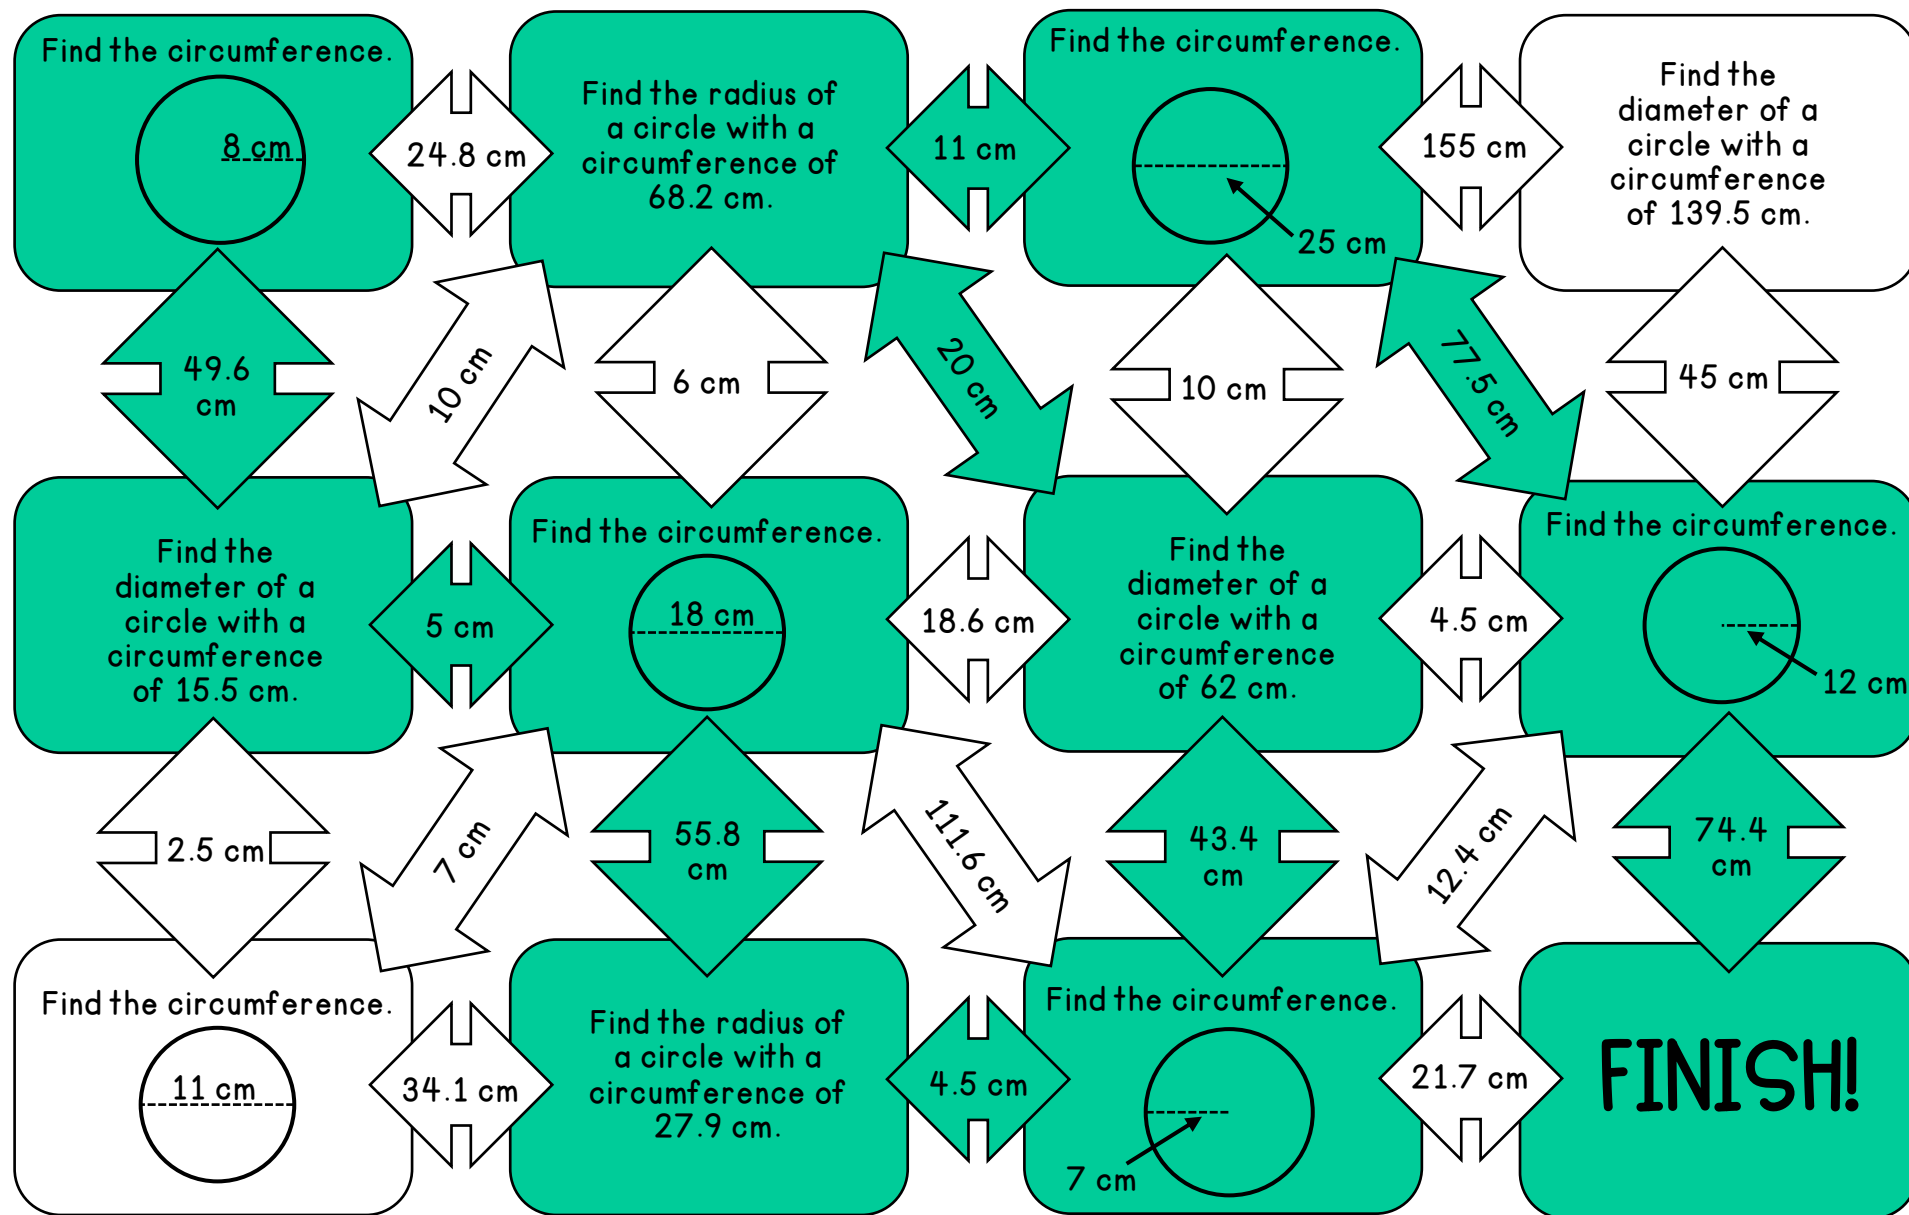 Find the circumference.
8 cm
24.8 cm
Find the radius of
a circle with a
circumference of
68.2 cm.
11 cm
Find the circumference.
25 cm
155 cm
Find the
diameter of a
circle with a
circumference
of 139.5 cm.
49.6
cm
10 cm
6 cm
20 cm
10 cm
77.5 cm
45 cm
Find the
diameter of a
circle with a
circumference
of 15.5 cm.
5 cm
Find the circumference.
18 cm
18.6 cm
Find the
diameter of a
circle with a
circumference
of 62 cm.
4.5 cm
Find the circumference.
12 cm
2.5 cm
7 cm
55.8
cm
111.6 cm
43.4
cm
12.4 cm
74.4
cm
Find the circumference.
11 cm
34.1 cm
Find the radius of
a circle with a
circumference of
27.9 cm.
4.5 cm
Find the circumference.
7 cm
21.7 cm
FINISH!